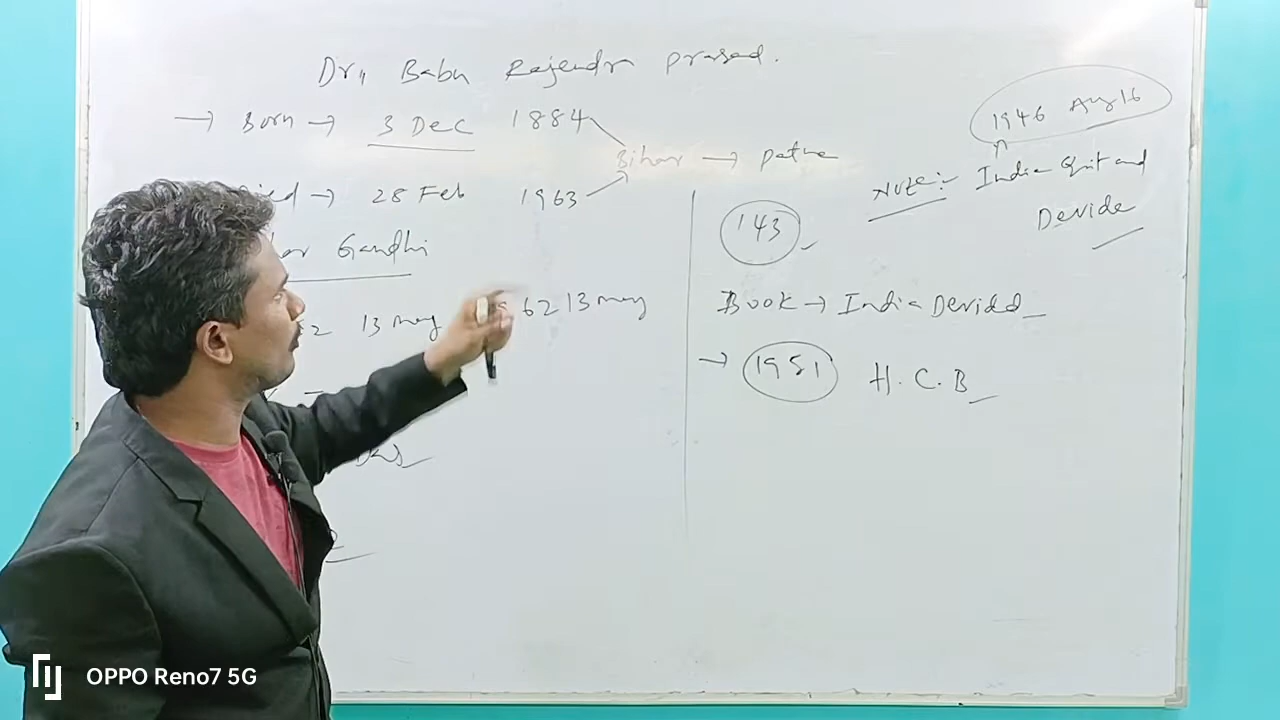 Dr,, Babu Rajendra prasad.
→ Born → 3 Dec 1884
Bihar → patna
→ 28 Feb 1963
Gandhi
13 may 62 13 may
1946 Aug 16
Note:- India Quit and
Devide
143
Book → India Devided
→ 1951 H.C.B
OPPO Reno7 5G